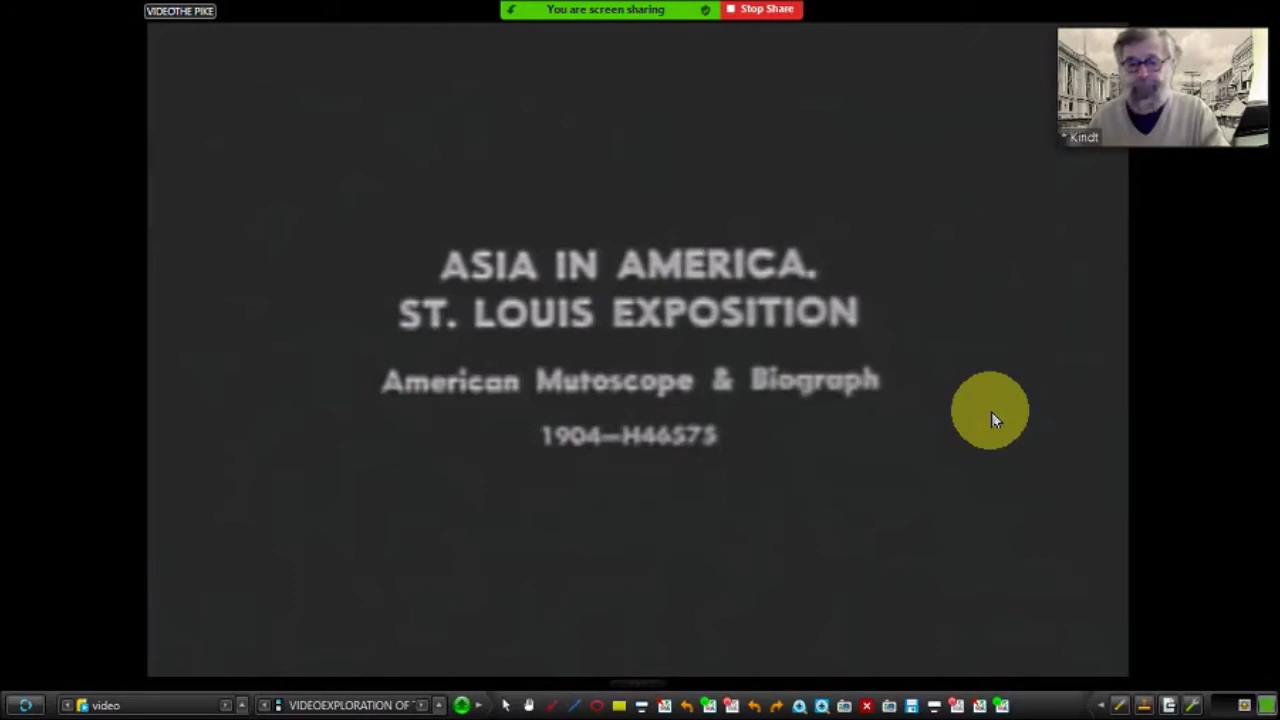 VIDEOTHE PIKE
You are screen sharing
Stop Share
Kindt
ASIA IN AMERICA.
ST. LOUIS EXPOSITION
American Mutoscope & Biograph
1904—H46575
video
VIDEOEXPLORATION OF